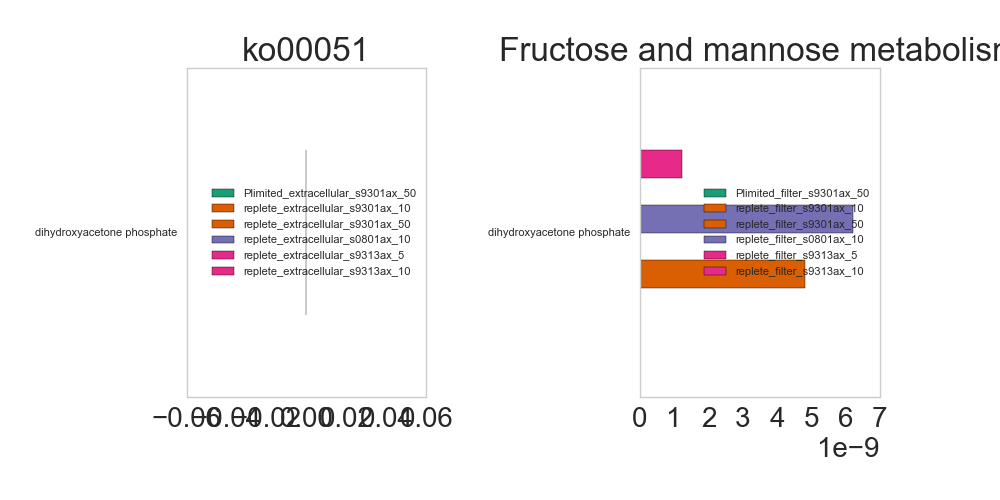 ko00051
Fructose and mannose metabolism
dihydroxyacetone phosphate
Plimited_extracellular_s9301ax_50
replete_extracellular_s9301ax_10
replete_extracellular_s9301ax_50
replete_extracellular_s0801ax_10
replete_extracellular_s9313ax_5
replete_extracellular_s9313ax_10
−0.06 −0.04 −0.02 0.00 0.02 0.04 0.06
dihydroxyacetone phosphate
Plimited_filter_s9301ax_50
replete_filter_s9301ax_10
replete_filter_s9301ax_50
replete_filter_s0801ax_10
replete_filter_s9313ax_5
replete_filter_s9313ax_10
0 1 2 3 4 5 6 7
1e−9